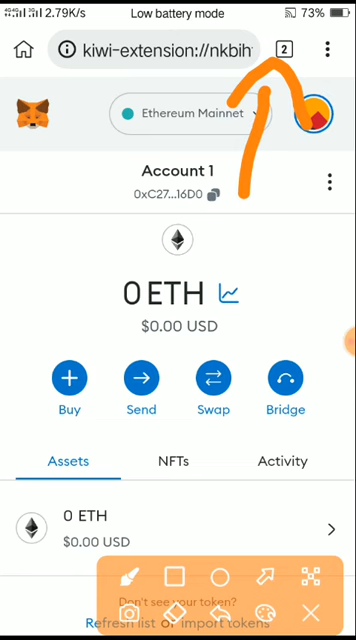 4G 3G 2.79K/s Low battery mode 73%
kiwi-extension://nkbih
2
Ethereum Mainnet
Account 1
0xC27...16D0
0 ETH
$0.00 USD
Buy Send Swap Bridge
Assets NFTs Activity
0 ETH
$0.00 USD
Don't see your token?
Refresh list or import tokens